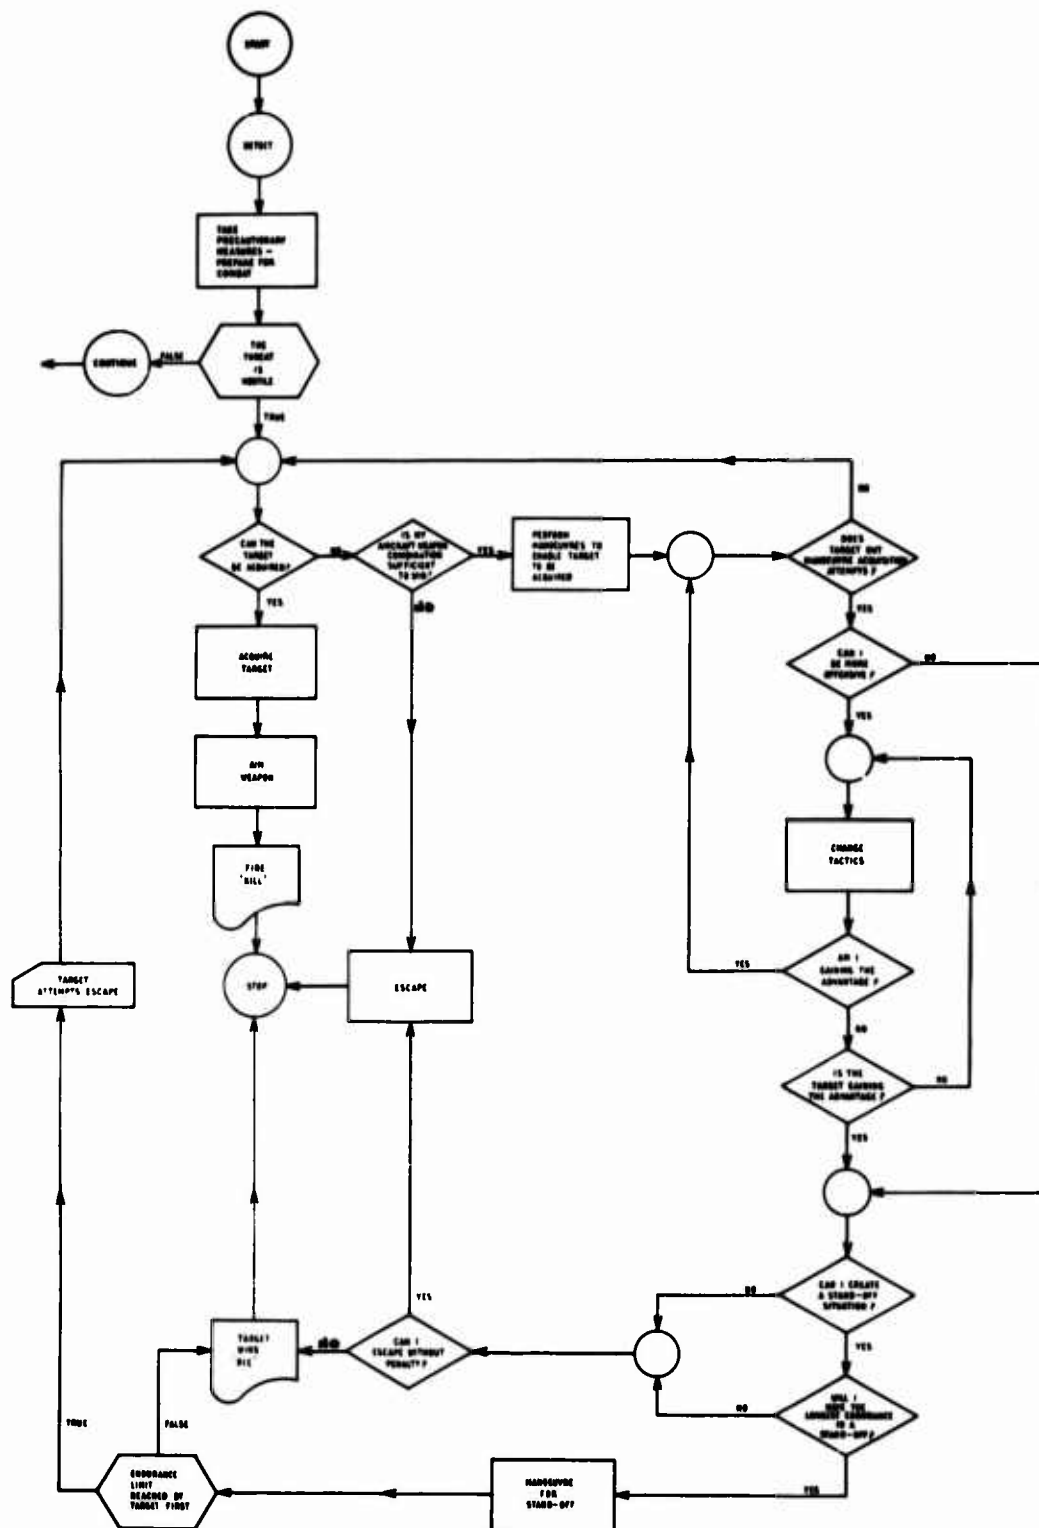 START
DETECT
TAKE
PRECAUTIONARY
MEASURES –
PREPARE FOR
COMBAT
THE
THREAT
IS
HOSTILE
FALSE
CONTINUE
TRUE
CAN THE
TARGET
BE ACQUIRED?
NO
IS MY
AIRCRAFT-WEAPON
COMBINATION
SUFFICIENT
TO WIN?
YES
PERFORM
MANOEUVRES TO
ENABLE TARGET
TO BE
ACQUIRED
DOES
TARGET OUT
MANOEUVRE ACQUISITION
ATTEMPTS ?
NO
YES
NO
YES
ACQUIRE
TARGET
CAN I
BE MORE
OFFENSIVE ?
NO
YES
AIM
WEAPON
CHANGE
TACTICS
FIRE
'KILL'
AM I
GAINING THE
ADVANTAGE ?
YES
NO
TARGET
ATTEMPTS ESCAPE
STOP
ESCAPE
IS THE
TARGET GAINING
THE ADVANTAGE ?
NO
YES
CAN I CREATE
A STAND-OFF
SITUATION ?
NO
YES
YES
CAN I
ESCAPE WITHOUT
PENALTY?
NO
TARGET
WINS
'DIE'
WILL I
HAVE THE
LONGEST ENDURANCE
IN A
STAND-OFF?
NO
YES
TRUE
FALSE
ENDURANCE
LIMIT
REACHED BY
TARGET FIRST
MANOEUVRE
FOR
STAND-OFF